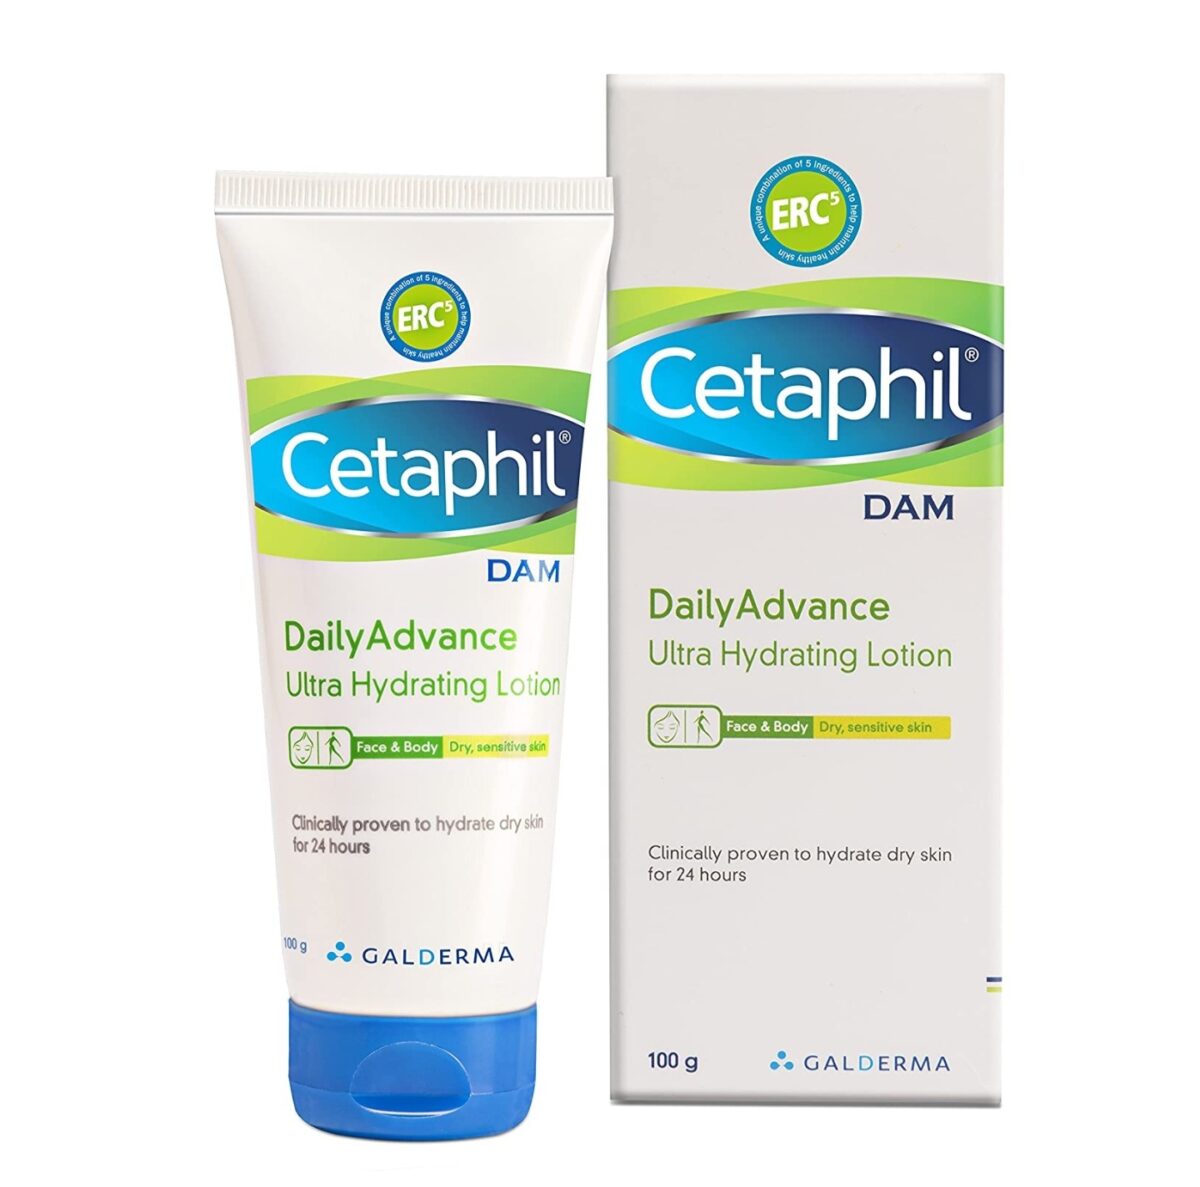 A unique combination of 5 ingredients to help maintain healthy skin
ERC5
Cetaphil®
DAM
DailyAdvance
Ultra Hydrating Lotion
Face & Body Dry, sensitive skin
Clinically proven to hydrate dry skin
for 24 hours
100 g GALDERMA
A unique combination of 5 ingredients to help maintain healthy skin
ERC5
Cetaphil®
DAM
DailyAdvance
Ultra Hydrating Lotion
Face & Body Dry, sensitive skin
Clinically proven to hydrate dry skin
for 24 hours
100 g GALDERMA